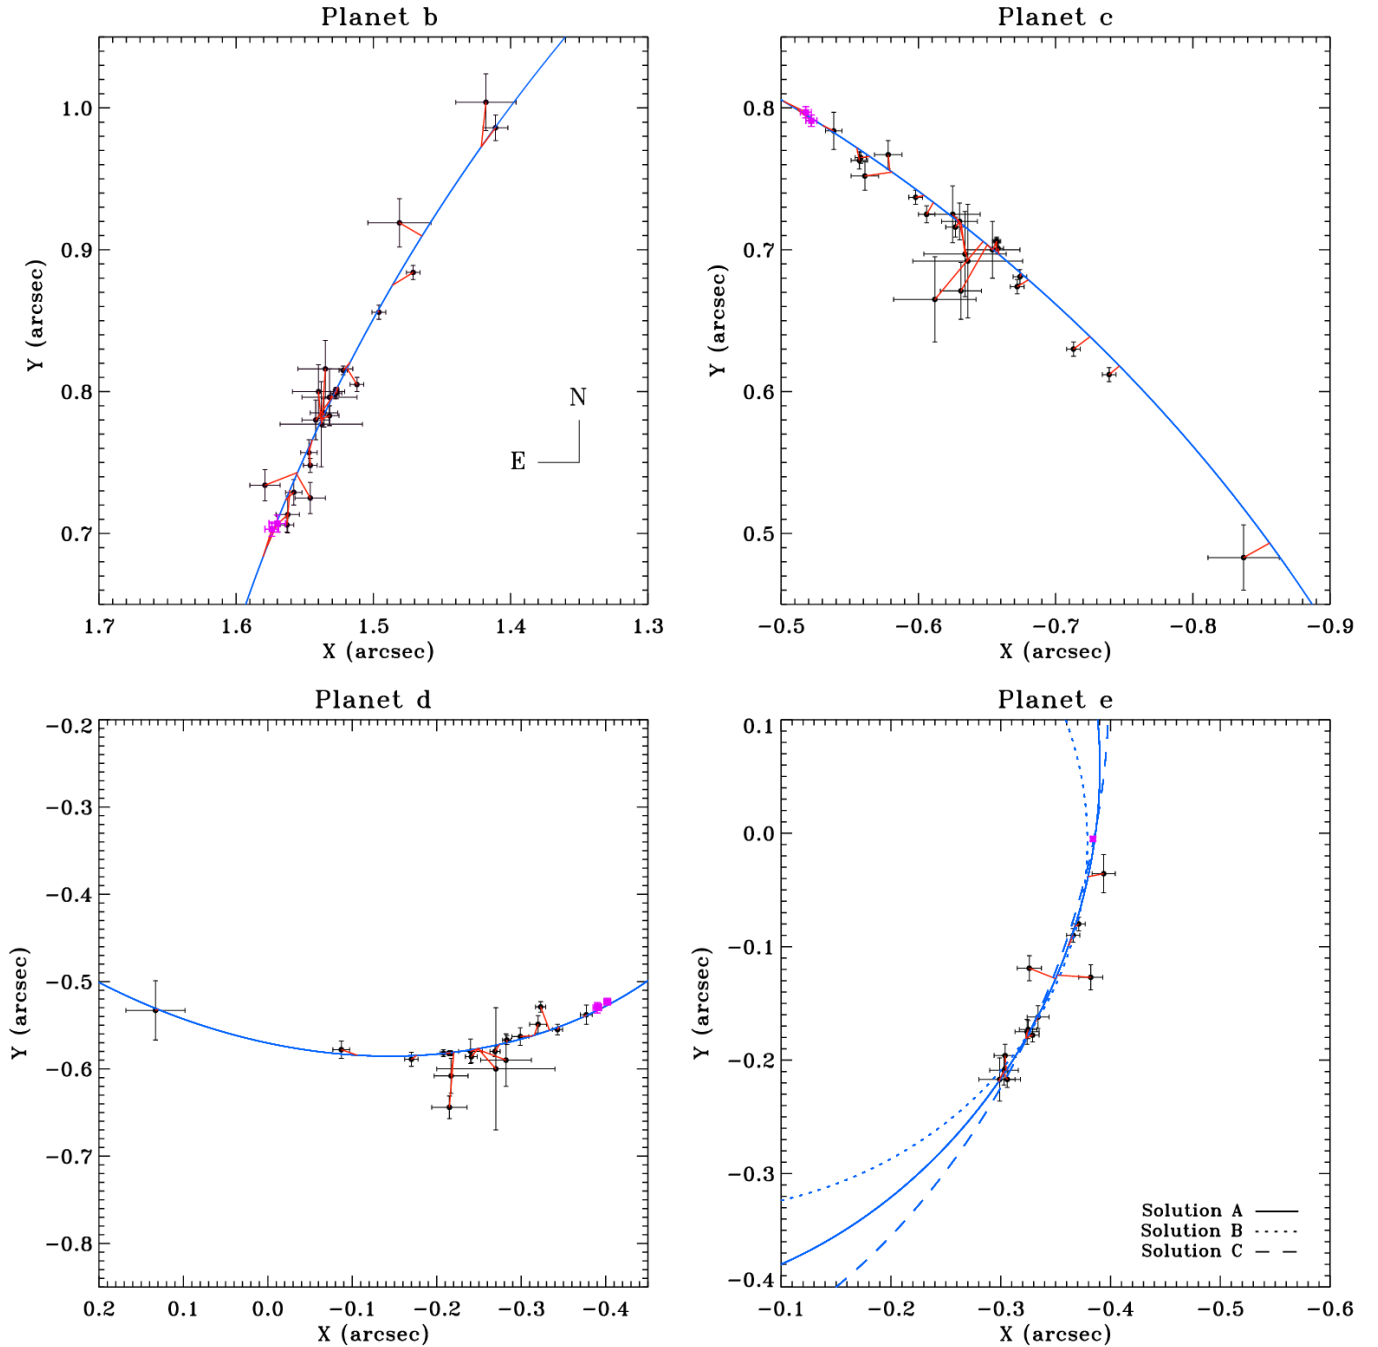 Planet b
1.0
0.9
0.8
0.7
Y (arcsec)
N
E
1.7 1.6 1.5 1.4 1.3
X (arcsec)
Planet c
0.8
0.7
0.6
0.5
Y (arcsec)
-0.5 -0.6 -0.7 -0.8 -0.9
X (arcsec)
Planet d
-0.2
-0.3
-0.4
-0.5
-0.6
-0.7
-0.8
Y (arcsec)
0.2 0.1 0.0 -0.1 -0.2 -0.3 -0.4
X (arcsec)
Planet e
0.1
0.0
-0.1
-0.2
-0.3
-0.4
Y (arcsec)
Solution A
Solution B
Solution C
-0.1 -0.2 -0.3 -0.4 -0.5 -0.6
X (arcsec)